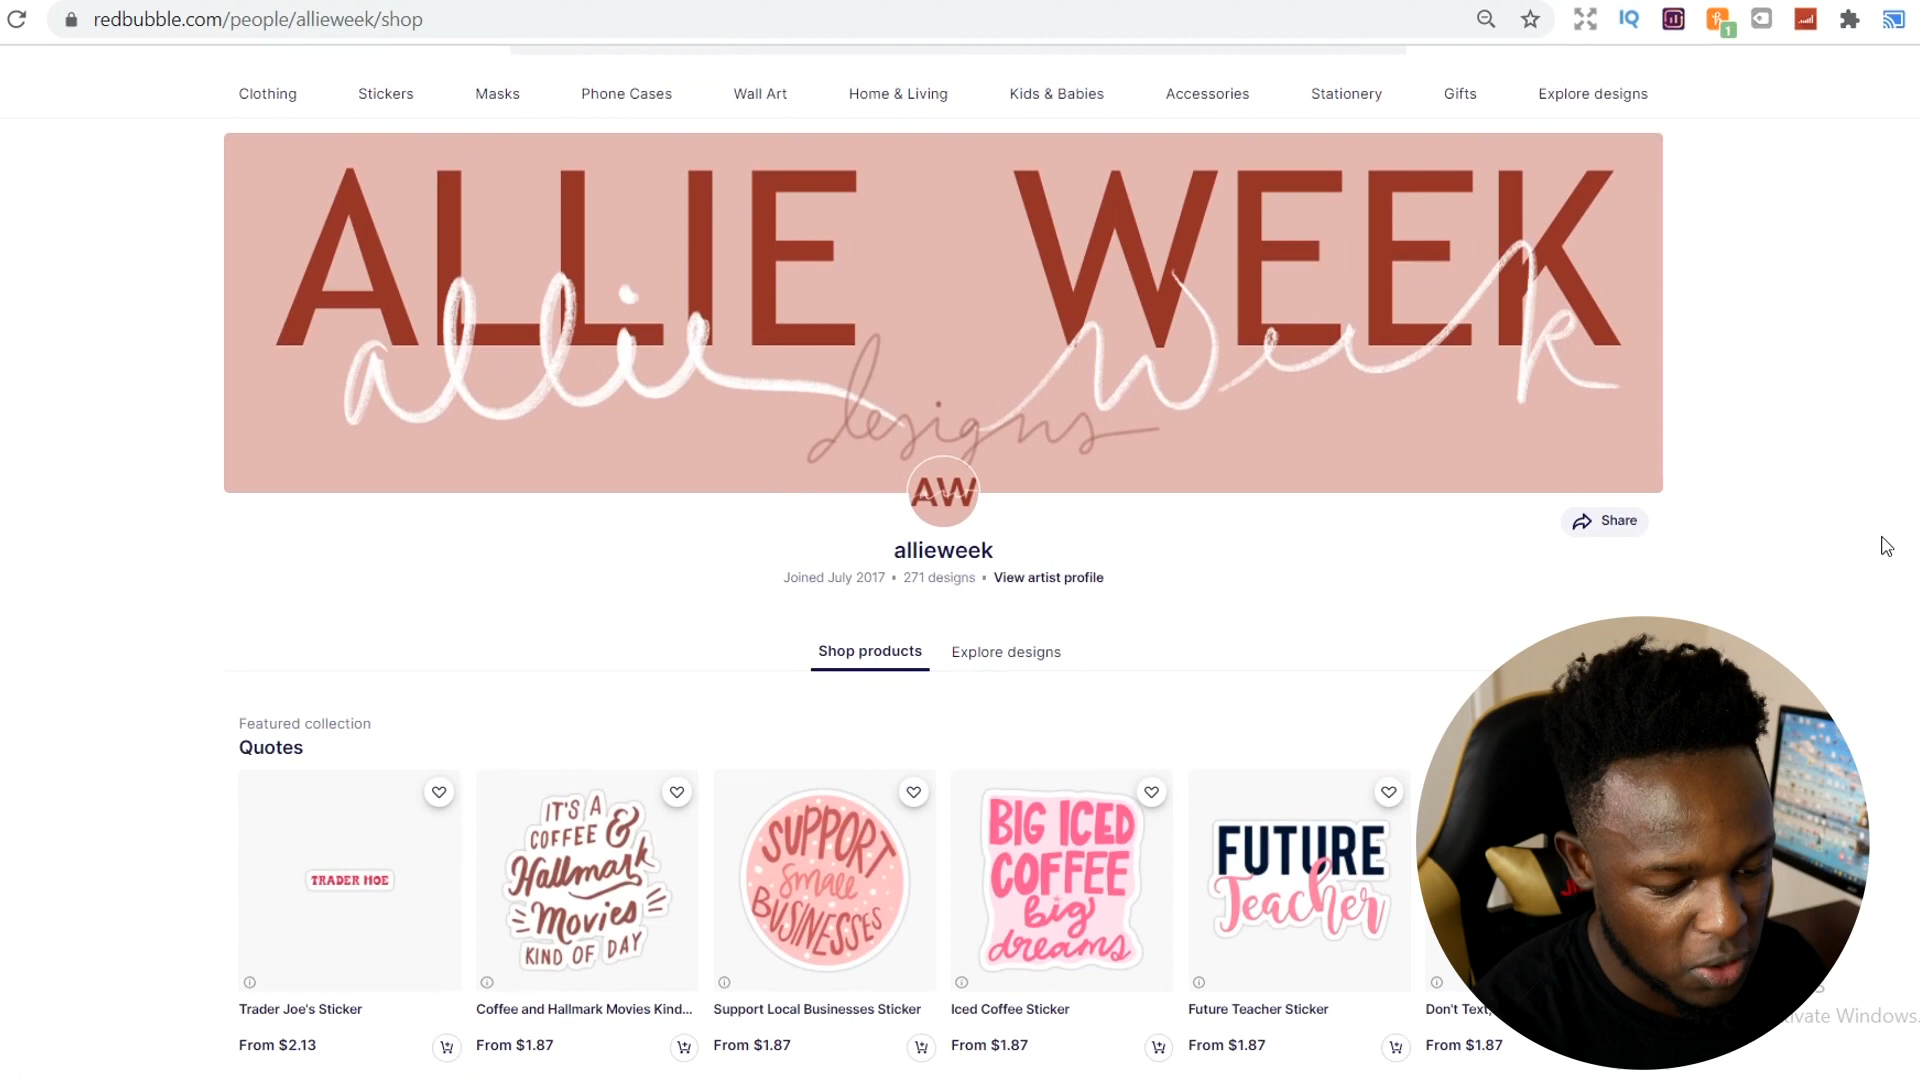 redbubble.com/people/allieweek/shop
IQ
1
Clothing Stickers Masks Phone Cases Wall Art Home & Living Kids & Babies Accessories Stationery Gifts Explore designs
ALLIE WEEK
allie week
designs
AW
Share
allieweek
Joined July 2017 • 271 designs • View artist profile
Shop products Explore designs
Featured collection
Quotes
TRADER HOE
IT'S A
COFFEE &
Hallmark
Movies
KIND OF DAY
SUPPORT
small
BUSINESSES
BIG ICED
COFFEE
big
dreams
FUTURE
Teacher
Trader Joe's Sticker Coffee and Hallmark Movies Kind... Support Local Businesses Sticker Iced Coffee Sticker Future Teacher Sticker Don't Text,
From $2.13 From $1.87 From $1.87 From $1.87 From $1.87 From $1.87
Windows.